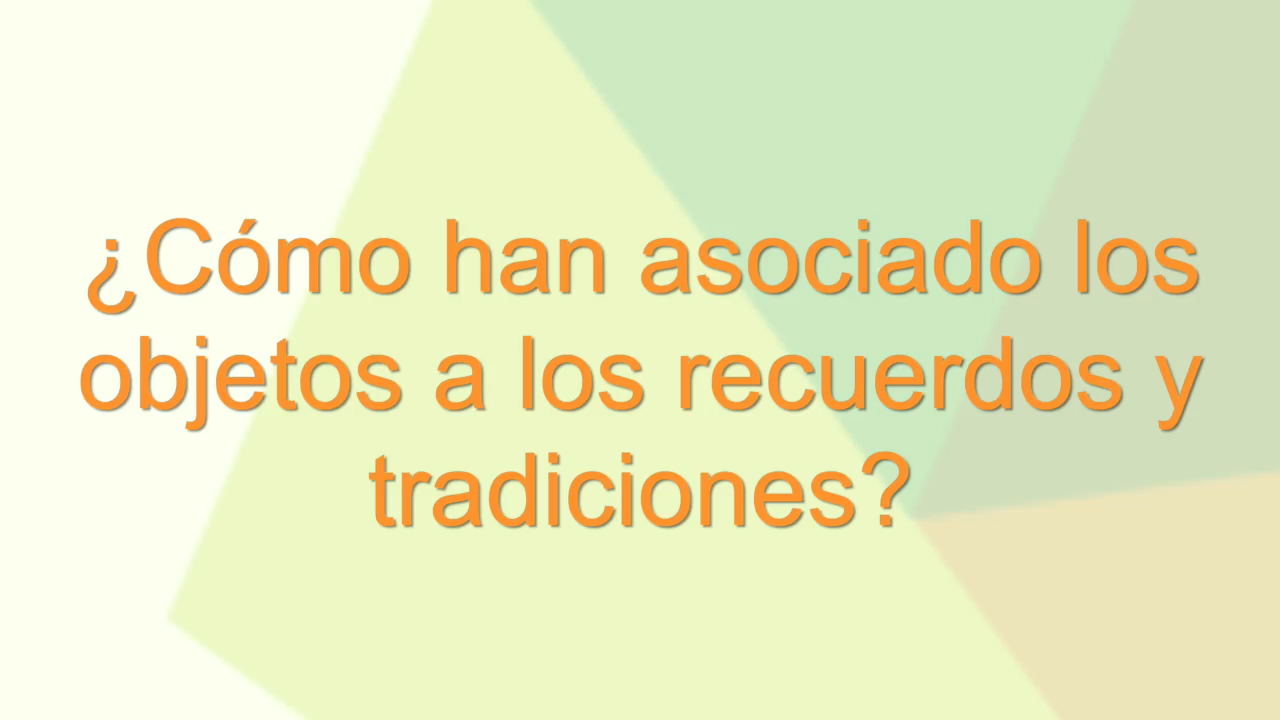 ¿Cómo han asociado los
objetos a los recuerdos y
tradiciones?